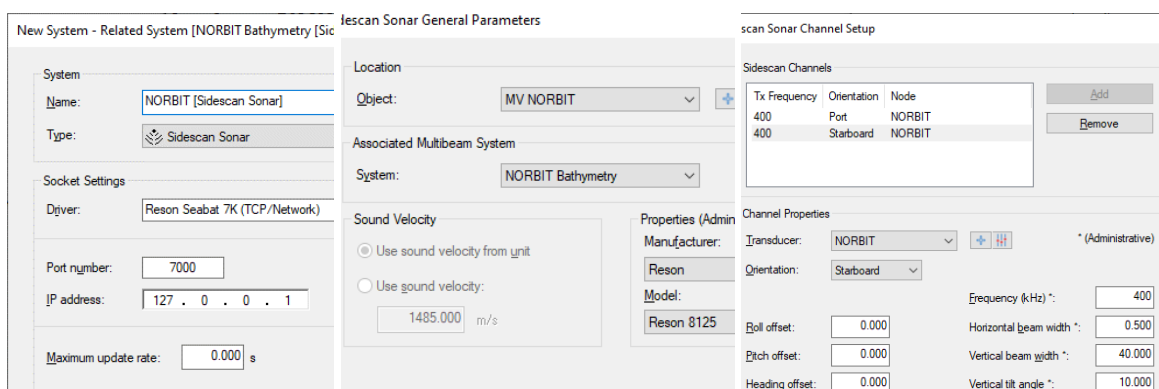 New System - Related System [NORBIT Bathymetry [Sid
System
Name: NORBIT [Sidescan Sonar]
Type: Sidescan Sonar
Socket Settings
Driver: Reson Seabat 7K (TCP/Network)
Port number: 7000
IP address: 127 . 0 . 0 . 1
Maximum update rate: 0.000 s
idescan Sonar General Parameters
Location
Object: MV NORBIT
Associated Multibeam System
System: NORBIT Bathymetry
Sound Velocity
Use sound velocity from unit
Use sound velocity:
1485.000 m/s
Properties (Admin
Manufacturer:
Reson
Model:
Reson 8125
scan Sonar Channel Setup
Sidescan Channels
Tx Frequency Orientation Node
400 Port NORBIT
400 Starboard NORBIT
Add
Remove
Channel Properties
Transducer: NORBIT * (Administrative)
Orientation: Starboard
Frequency (kHz) *: 400
Roll offset: 0.000 Horizontal beam width *: 0.500
Pitch offset: 0.000 Vertical beam width *: 40.000
Heading offset: 0.000 Vertical tilt angle *: 10.000